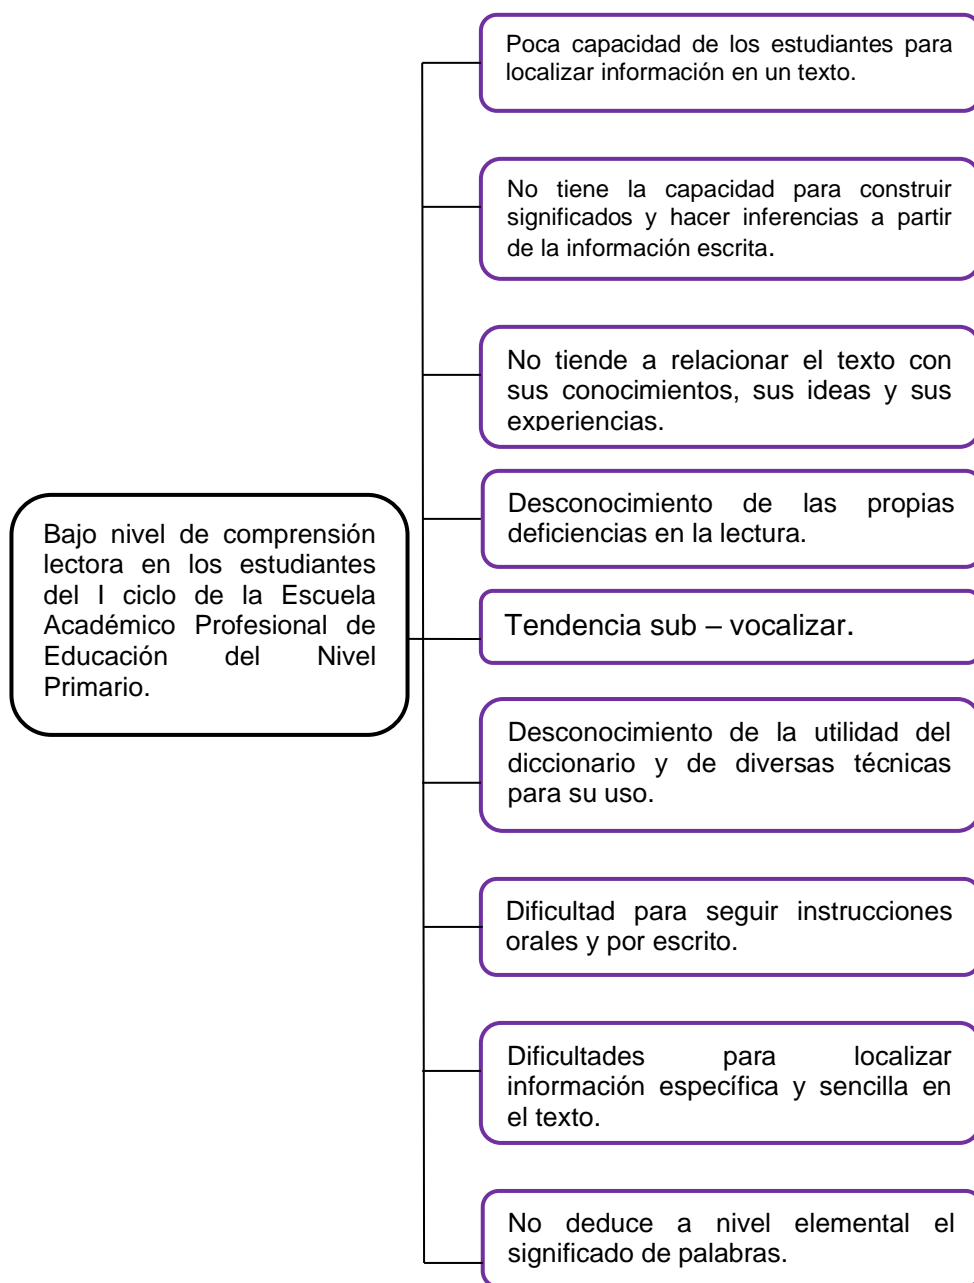 Poca capacidad de los estudiantes para
localizar información en un texto.
No tiene la capacidad para construir
significados y hacer inferencias a partir
de la información escrita.
No tiende a relacionar el texto con
sus conocimientos, sus ideas y sus
experiencias.
Desconocimiento de las propias
deficiencias en la lectura.
Bajo nivel de comprensión
lectora en los estudiantes
del I ciclo de la Escuela
Académico Profesional de
Educación del Nivel
Primario.
Tendencia sub – vocalizar.
Desconocimiento de la utilidad del
diccionario y de diversas técnicas
para su uso.
Dificultad para seguir instrucciones
orales y por escrito.
Dificultades para localizar
información específica y sencilla en
el texto.
No deduce a nivel elemental el
significado de palabras.